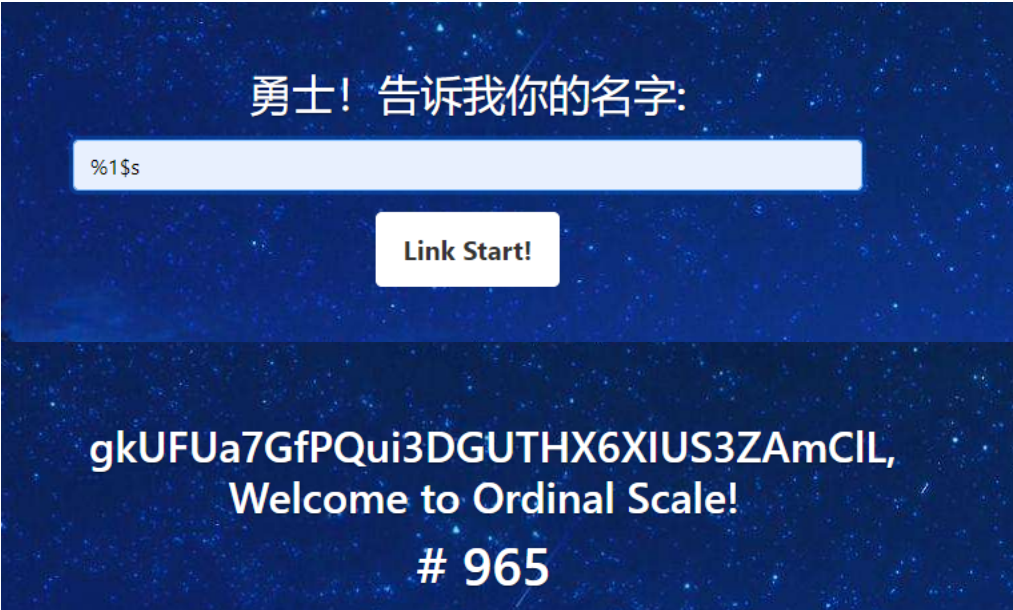 勇士！告诉我你的名字:
%1$s
Link Start!
gkUFUa7GfPQui3DGUTHX6XIUS3ZAmClL,
Welcome to Ordinal Scale!
# 965